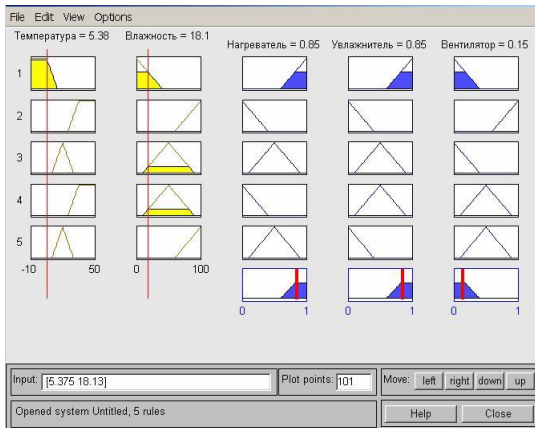 File Edit View Options
Температура = 5.38 Влажность = 18.1 Нагреватель = 0.85 Увлажнитель = 0.85 Вентилятор = 0.15
1
2
3
4
5
-10 50 0 100
0 1 0 1 0 1
Input: [5.375 18.13] Plot points: 101 Move: left right down up
Opened system Untitled, 5 rules Help Close